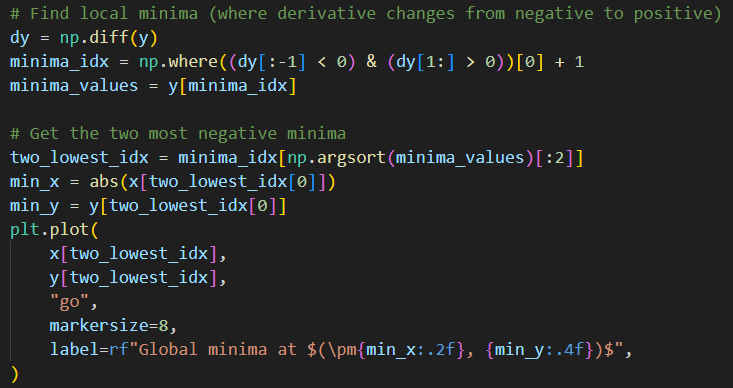 # Find local minima (where derivative changes from negative to positive)
dy = np.diff(y)
minima_idx = np.where((dy[:-1] < 0) & (dy[1:] > 0))[0] + 1
minima_values = y[minima_idx]

# Get the two most negative minima
two_lowest_idx = minima_idx[np.argsort(minima_values)[:2]]
min_x = abs(x[two_lowest_idx[0]])
min_y = y[two_lowest_idx[0]]
plt.plot(
    x[two_lowest_idx],
    y[two_lowest_idx],
    "go",
    markersize=8,
    label=rf"Global minima at $(\pm{min_x:.2f}, {min_y:.4f})$",
)